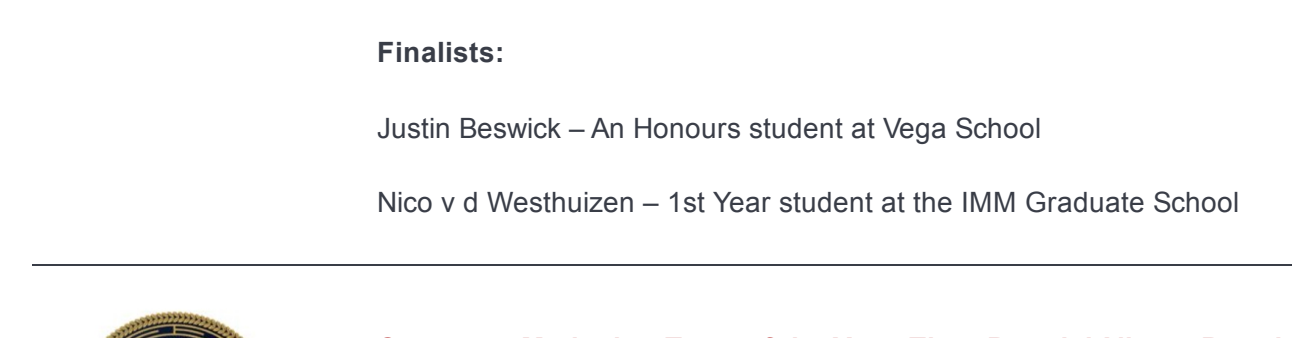 Finalists:
Justin Beswick – An Honours student at Vega School
Nico v d Westhuizen – 1st Year student at the IMM Graduate School